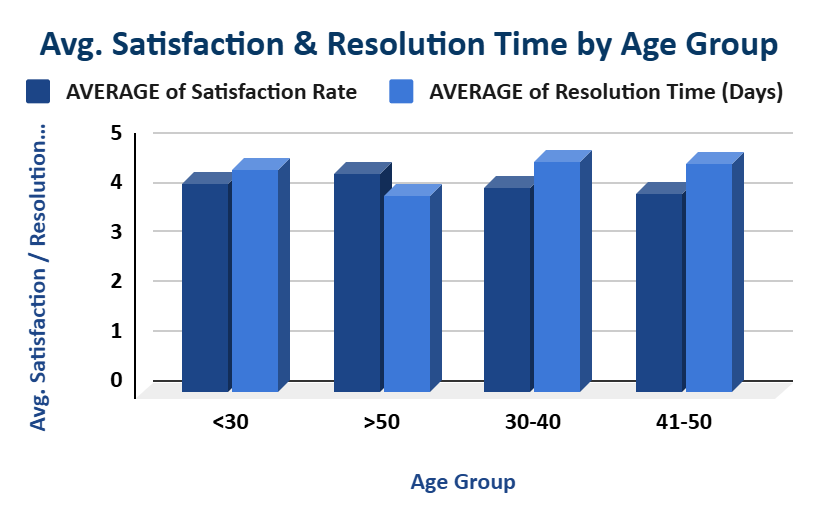 Avg. Satisfaction & Resolution Time by Age Group
AVERAGE of Satisfaction Rate
AVERAGE of Resolution Time (Days)
Avg. Satisfaction / Resolution...
5
4
3
2
1
0
<30
>50
30-40
41-50
Age Group